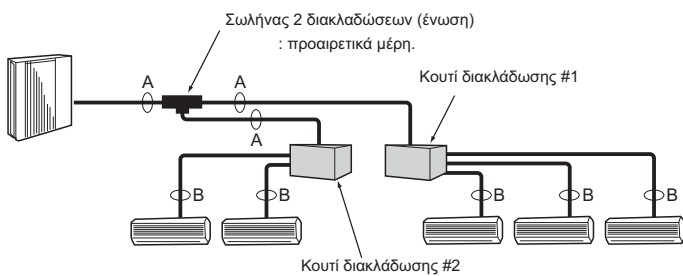 Σωλήνας 2 διακλαδώσεων (ένωση)
: προαιρετικά μέρη.
Κουτί διακλάδωσης #1
A
A
A
B
B
B
B
B
Κουτί διακλάδωσης #2